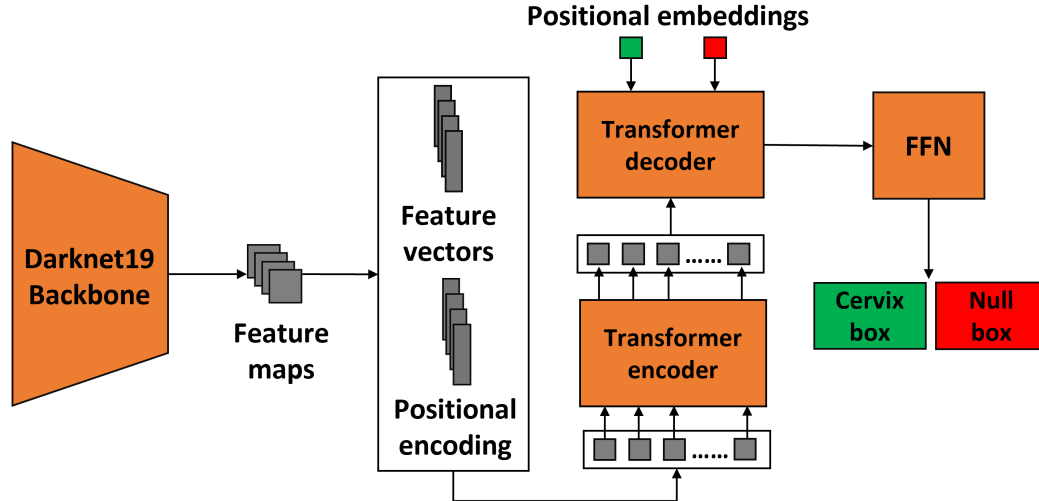 Positional embeddings
Darknet19
Backbone
Feature
maps
Feature
vectors
Positional
encoding
Transformer
decoder
FFN
......
Transformer
encoder
......
Cervix
box
Null
box